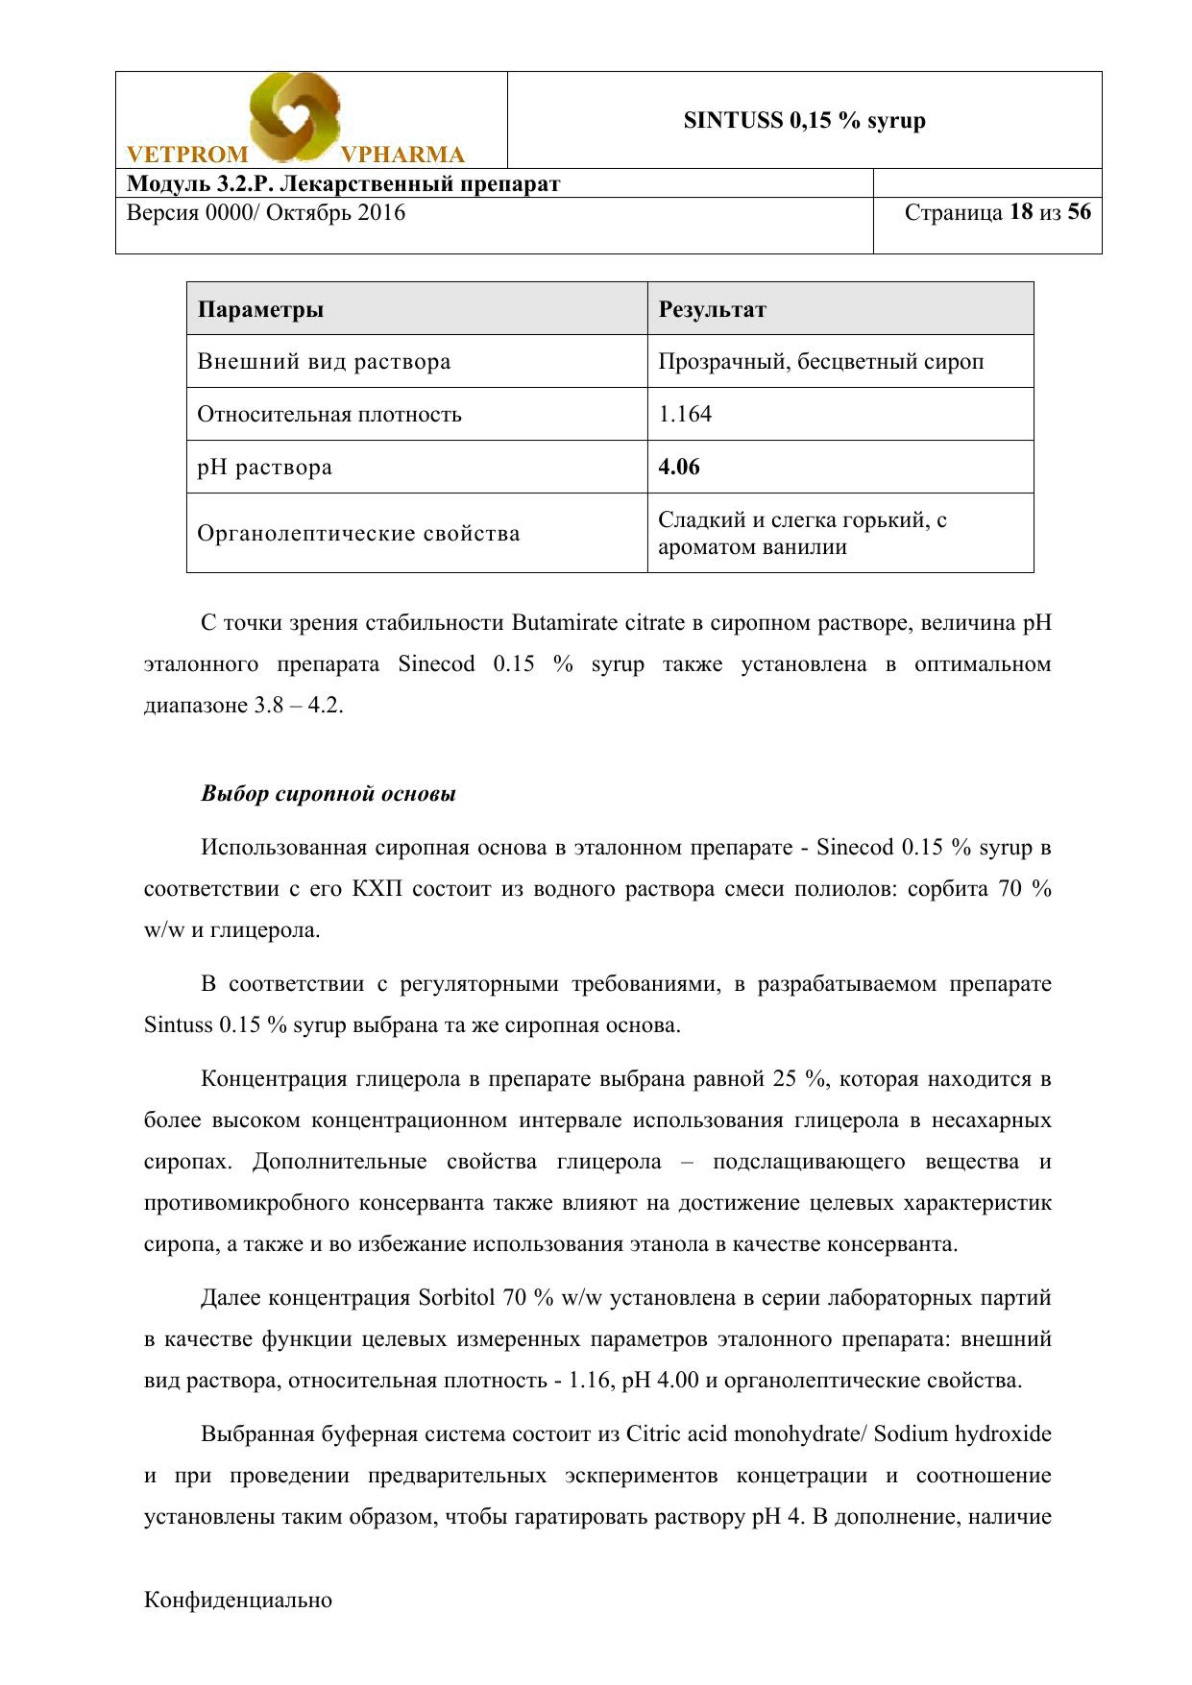 VETPROM VPHARMA
SINTUSS 0,15 % syrup
Модуль 3.2.P. Лекарственный препарат
Версия 0000/ Октябрь 2016
Страница 18 из 56
Параметры
Результат
Внешний вид раствора
Прозрачный, бесцветный сироп
Относительная плотность
1.164
pH раствора
4.06
Органолептические свойства
Сладкий и слегка горький, с
ароматом ванилии
С точки зрения стабильности Butamirate citrate в сиропном растворе, величина pH
эталонного препарата Sinecod 0.15 % syrup также установлена в оптимальном
диапазоне 3.8 – 4.2.
Выбор сиропной основы
Использованная сиропная основа в эталонном препарате - Sinecod 0.15 % syrup в
соответствии с его КХП состоит из водного раствора смеси полиолов: сорбита 70 %
w/w и глицерола.
В соответствии с регуляторными требованиями, в разрабатываемом препарате
Sintuss 0.15 % syrup выбрана та же сиропная основа.
Концентрация глицерола в препарате выбрана равной 25 %, которая находится в
более высоком концентрационном интервале использования глицерола в несахарных
сиропах. Дополнительные свойства глицерола – подслащивающего вещества и
противомикробного консерванта также влияют на достижение целевых характеристик
сиропа, а также и во избежание использования этанола в качестве консерванта.
Далее концентрация Sorbitol 70 % w/w установлена в серии лабораторных партий
в качестве функции целевых измеренных параметров эталонного препарата: внешний
вид раствора, относительная плотность - 1.16, pH 4.00 и органолептические свойства.
Выбранная буферная система состоит из Citric acid monohydrate/ Sodium hydroxide
и при проведении предварительных эскпериментов концетрации и соотношение
установлены таким образом, чтобы гаратировать раствору pH 4. В дополнение, наличие
Конфиденциально